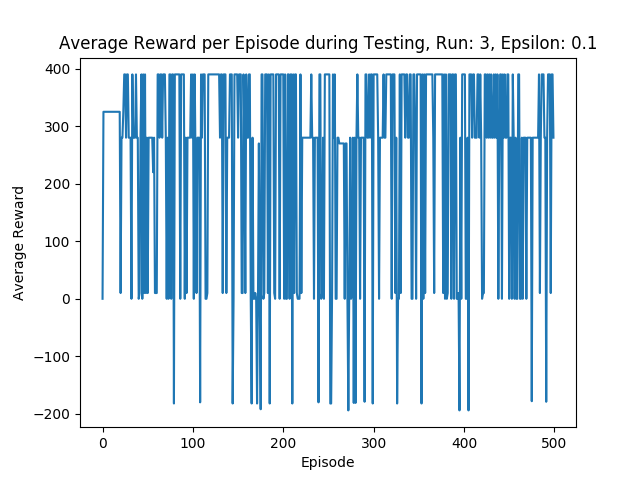 Average Reward per Episode during Testing, Run: 3, Epsilon: 0.1
400
300
200
100
0
−100
−200
Average Reward
0 100 200 300 400 500
Episode